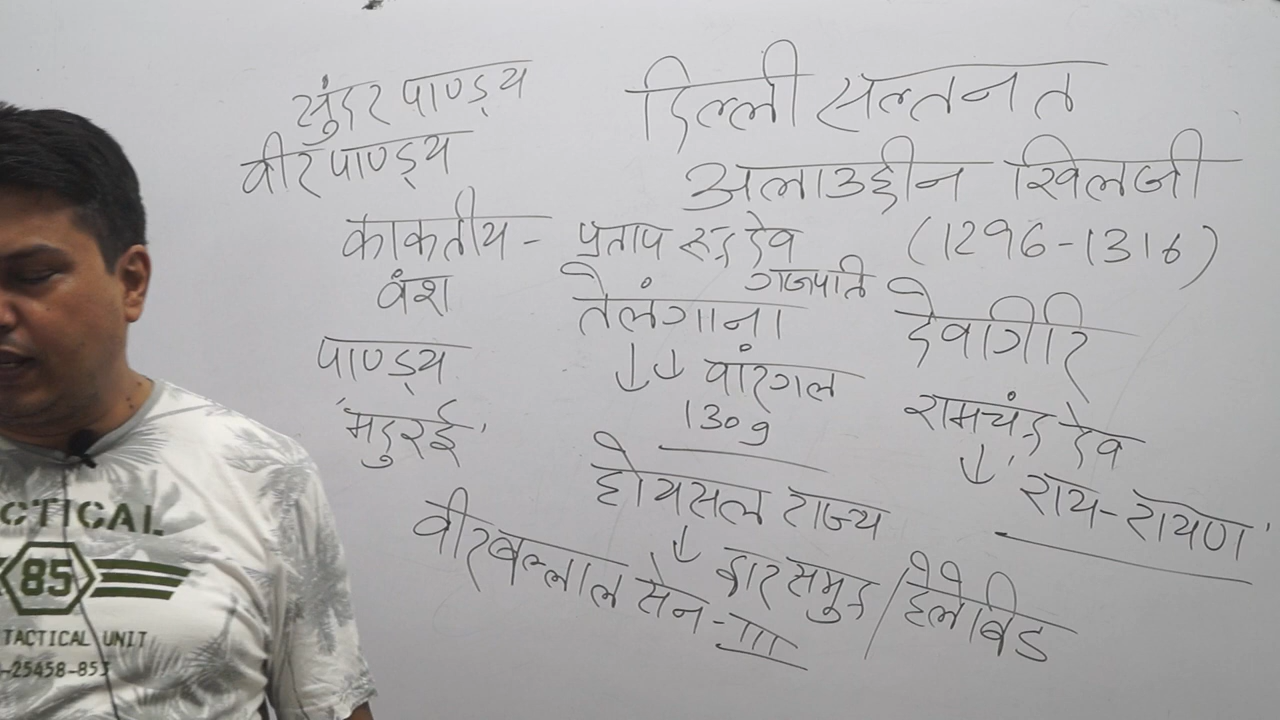 दिल्ली सल्तनत
अलाउद्दीन खिलजी
(1296-1316)
सुंदर पाण्ड्य
वीर पाण्ड्य
काकतीय - प्रताप रूद्र देव
वंश
गजपति
तेलंगाना
वारंगल
1309
देवगिरि
रामचंद्र देव
राय-रायण'
पाण्ड्य
'मदुरई'
होयसल राज्य
द्वारसमुद्र/हेलेबिड
वीरबल्लाल सेन-III
CTICAL
85
TACTICAL UNIT
-25458-853